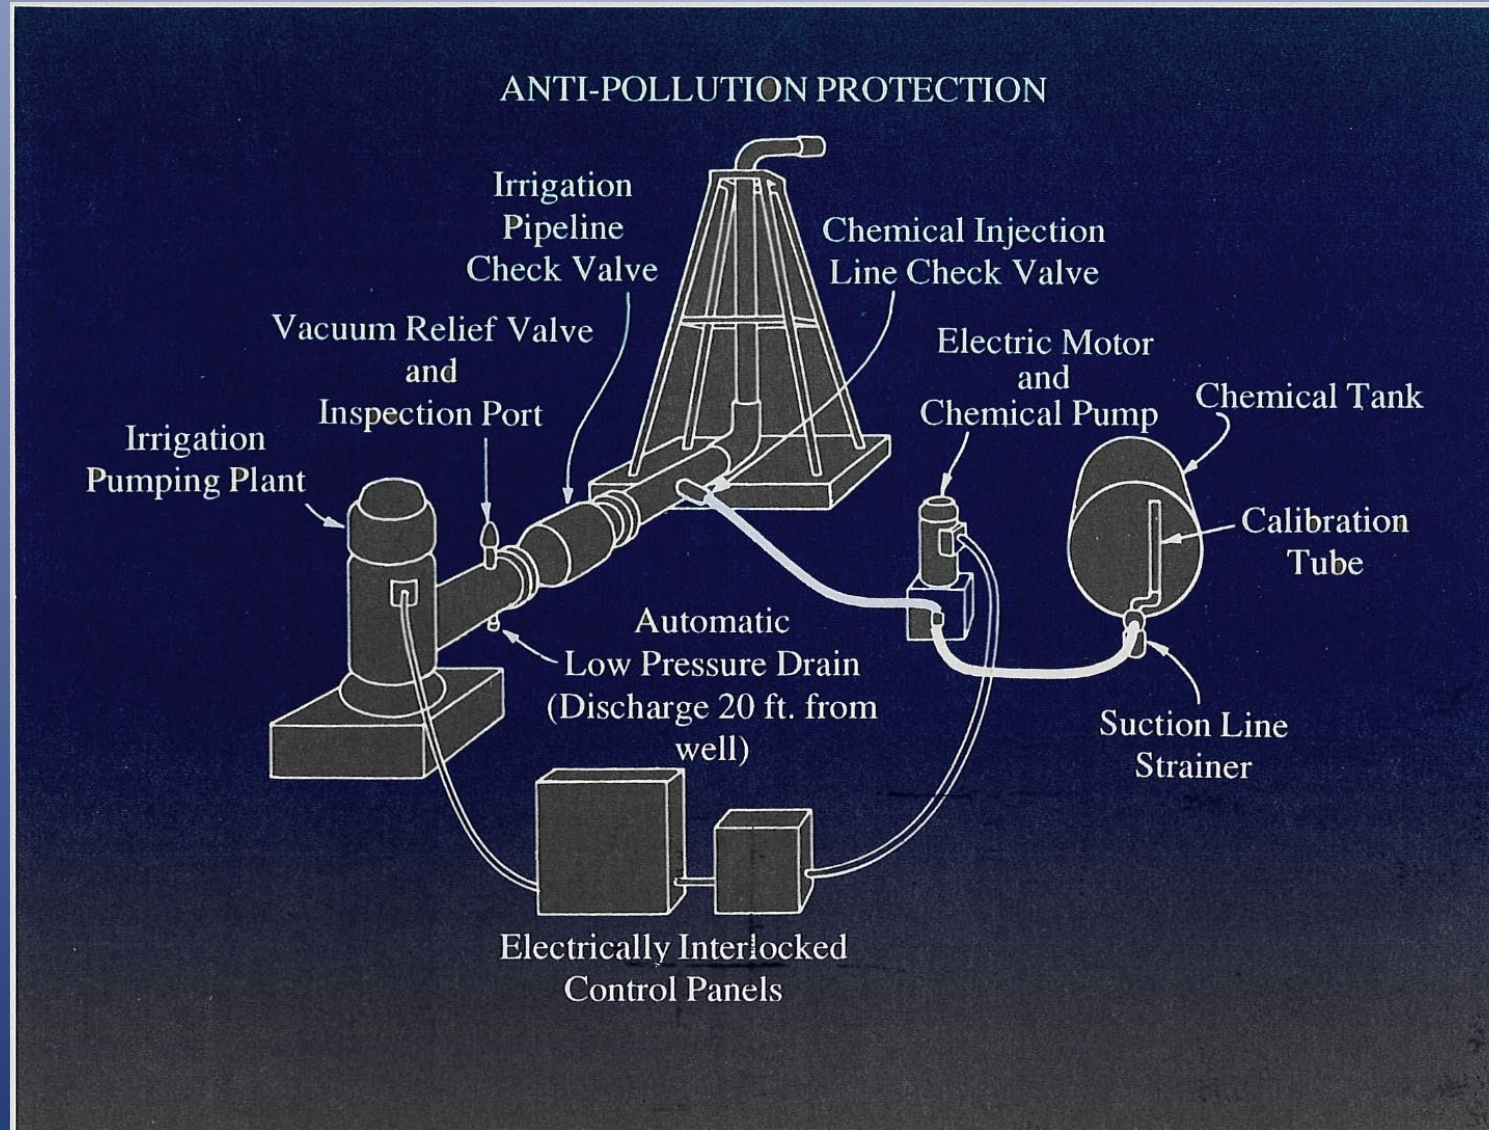 ANTI-POLLUTION PROTECTION
Irrigation
Pipeline
Check Valve
Chemical Injection
Line Check Valve
Vacuum Relief Valve
and
Inspection Port
Electric Motor
and
Chemical Pump
Chemical Tank
Irrigation
Pumping Plant
Calibration
Tube
Automatic
Low Pressure Drain
(Discharge 20 ft. from
well)
Suction Line
Strainer
Electrically Interlocked
Control Panels